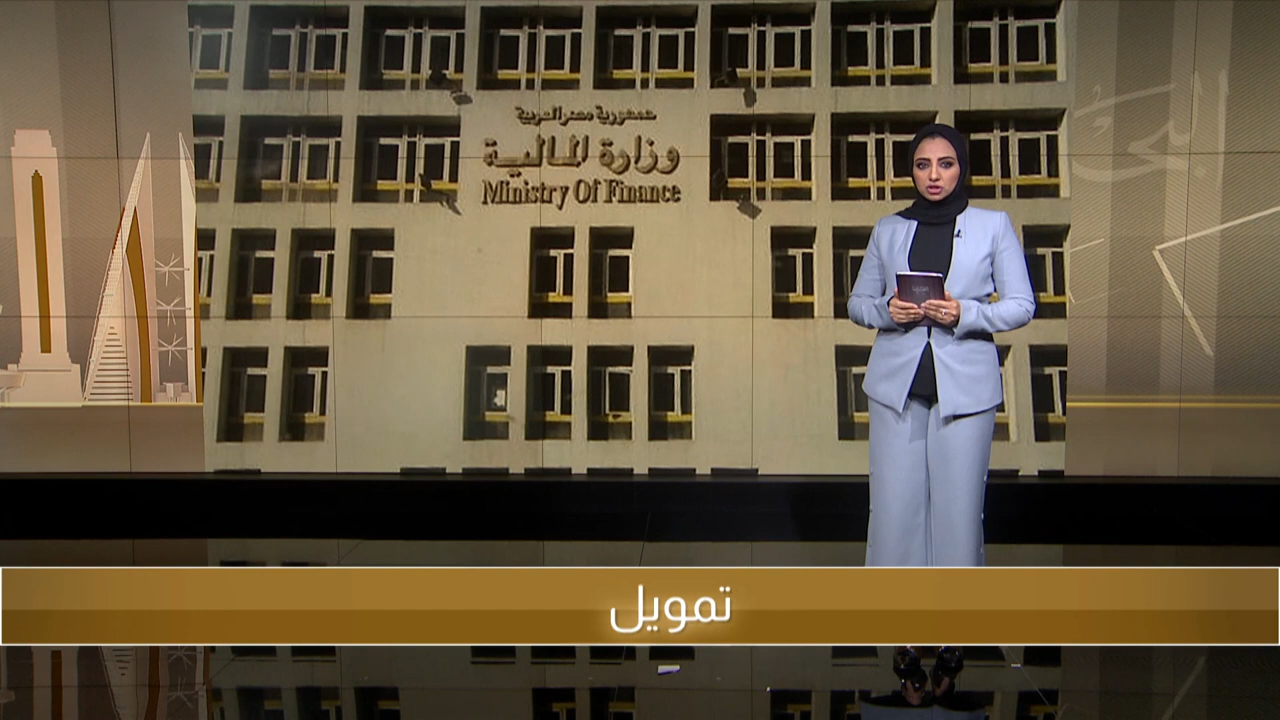 جمهورية مصر العربية
وزارة المالية
Ministry Of Finance
تمويل